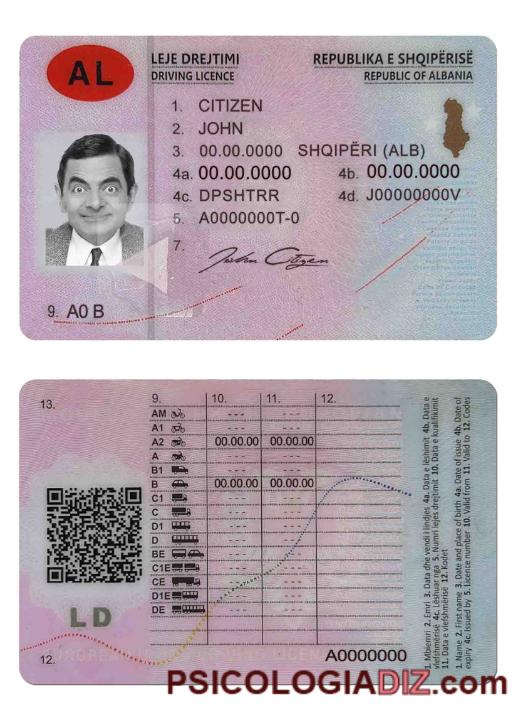 AL
LEJE DREJTIMI
DRIVING LICENCE
REPUBLIKA E SHQIPËRISË
REPUBLIC OF ALBANIA
1. CITIZEN
2. JOHN
3. 00.00.0000 SHQIPËRI (ALB)
4a. 00.00.0000 4b. 00.00.0000
4c. DPSHTRR 4d. J00000000V
5. A0000000T-0
7. John Citizen
9. A0 B
13.
9. 10. 11. 12.
AM --- ---
A1 --- ---
A2 00.00.00 00.00.00
A --- ---
B1 --- ---
B 00.00.00 00.00.00
C1 --- ---
C --- ---
D1 --- ---
D --- ---
BE --- ---
C1E --- ---
CE --- ---
D1E --- ---
DE --- ---
LD
12.
A0000000
1. Mbiemri 2. Emri 3. Data dhe vendi i lindjes 4a. Data e lëshimit 4b. Data e
vlefshmërisë 4c. Lëshuar nga 5. Numri lejes drejtimit 10. Data e kualifikimit
11. Data e vlefshmërisë 12. Kodet
1. Name 2. First name 3. Date and place of birth 4a. Date of issue 4b. Date of
expiry 4c. Issued by 5. Licence number 10. Valid from 11. Valid to 12. Codes
PSICOLOGIADIZ.com